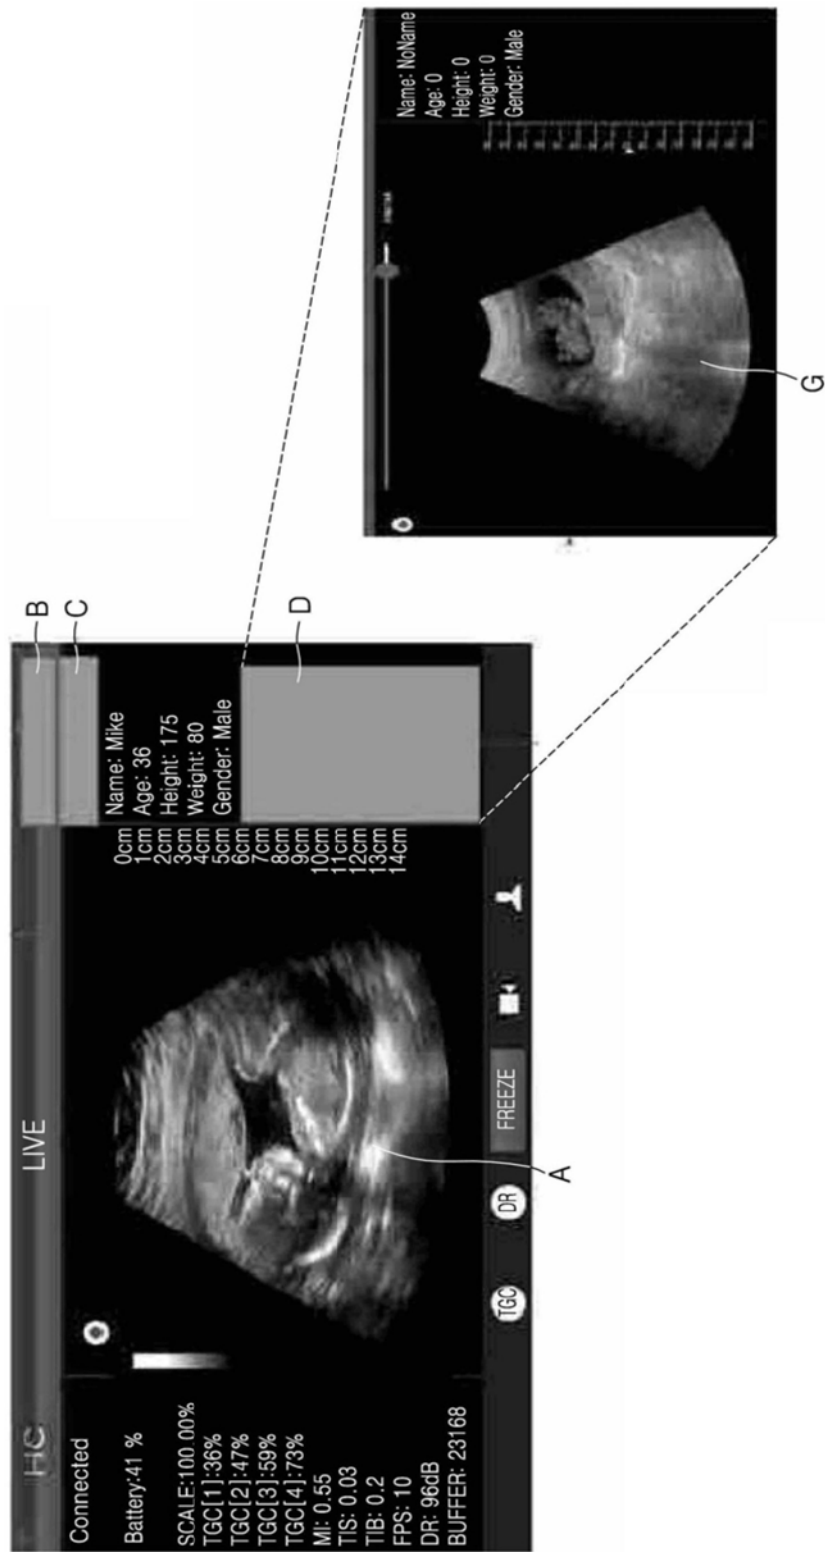 HC
LIVE
Connected
Battery:41 %
SCALE:100.00%
TGC[1]:36%
TGC[2]:47%
TGC[3]:59%
TGC[4]:73%
MI: 0.55
TIS: 0.03
TIB: 0.2
FPS: 10
DR: 96dB
BUFFER: 23168
0cm
1cm
2cm
3cm
4cm
5cm
6cm
7cm
8cm
9cm
10cm
11cm
12cm
13cm
14cm
Name: Mike
Age: 36
Height: 175
Weight: 80
Gender: Male
TGC
DR
FREEZE
A
B
C
D
Name: NoName
Age: 0
Height: 0
Weight: 0
Gender: Male
G